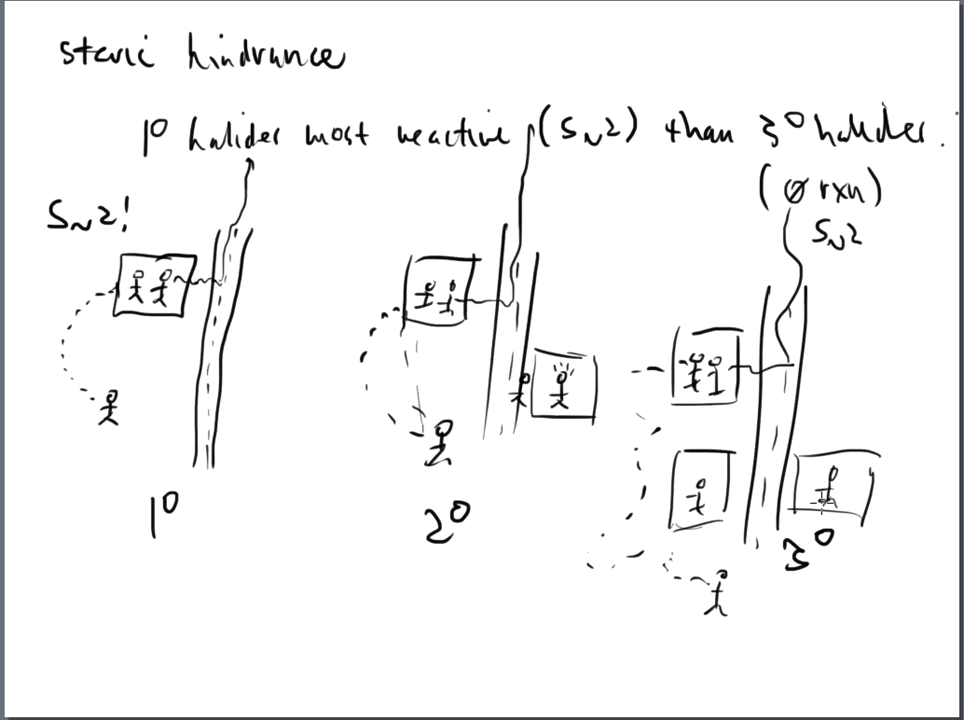 steric hindrance
1° halides most reactive (SN2) than 3° halides.
(∅ rxn)
SN2
SN2!
1°
2°
3°